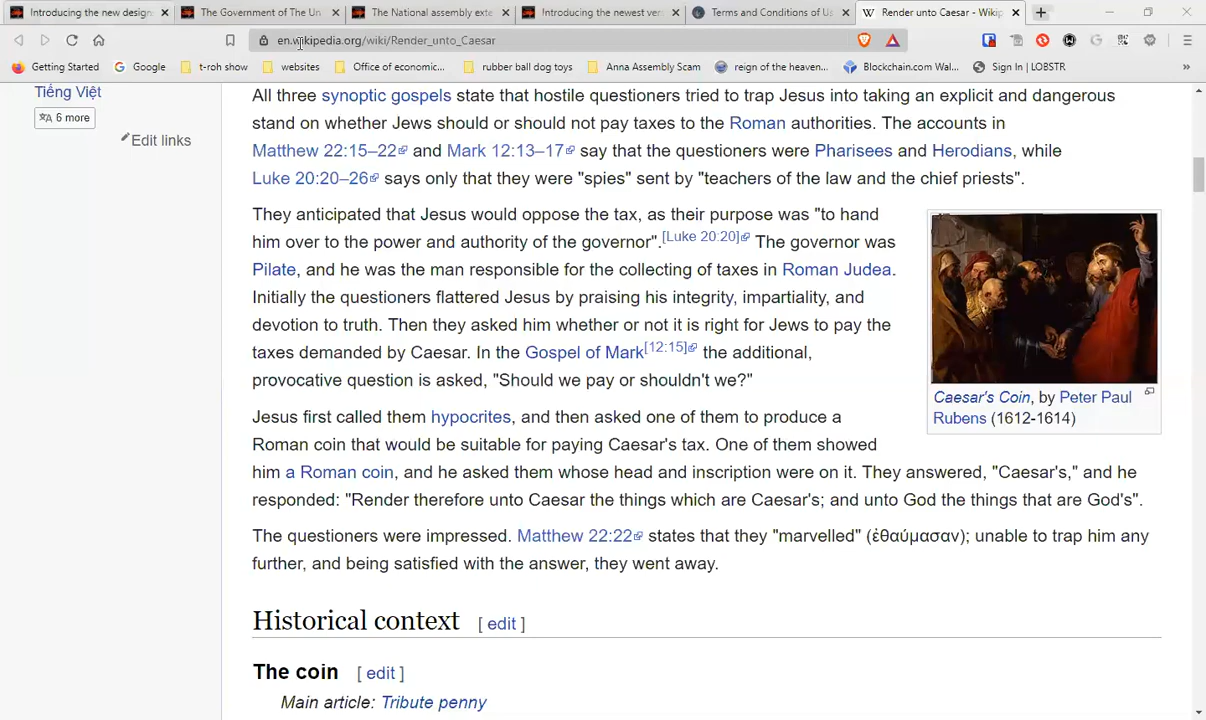 Introducing the new design
The Government of The Un
The National assembly exte
Introducing the newest ver
Terms and Conditions of Us
Render unto Caesar - Wikip
en.wikipedia.org/wiki/Render_unto_Caesar
Getting Started
Google
t-roh show
websites
Office of economic...
rubber ball dog toys
Anna Assembly Scam
reign of the heaven...
Blockchain.com Wal...
Sign In | LOBSTR
»
Tiếng Việt
6 more
Edit links
All three synoptic gospels state that hostile questioners tried to trap Jesus into taking an explicit and dangerous
stand on whether Jews should or should not pay taxes to the Roman authorities. The accounts in
Matthew 22:15–22 and Mark 12:13–17 say that the questioners were Pharisees and Herodians, while
Luke 20:20–26 says only that they were "spies" sent by "teachers of the law and the chief priests".
They anticipated that Jesus would oppose the tax, as their purpose was "to hand
him over to the power and authority of the governor".[Luke 20:20] The governor was
Pilate, and he was the man responsible for the collecting of taxes in Roman Judea.
Initially the questioners flattered Jesus by praising his integrity, impartiality, and
devotion to truth. Then they asked him whether or not it is right for Jews to pay the
taxes demanded by Caesar. In the Gospel of Mark[12:15] the additional,
provocative question is asked, "Should we pay or shouldn't we?"
Caesar's Coin, by Peter Paul
Rubens (1612-1614)
Jesus first called them hypocrites, and then asked one of them to produce a
Roman coin that would be suitable for paying Caesar's tax. One of them showed
him a Roman coin, and he asked them whose head and inscription were on it. They answered, "Caesar's," and he
responded: "Render therefore unto Caesar the things which are Caesar's; and unto God the things that are God's".
The questioners were impressed. Matthew 22:22 states that they "marvelled" (ἐθαύμασαν); unable to trap him any
further, and being satisfied with the answer, they went away.
Historical context [ edit ]
The coin [ edit ]
Main article: Tribute penny